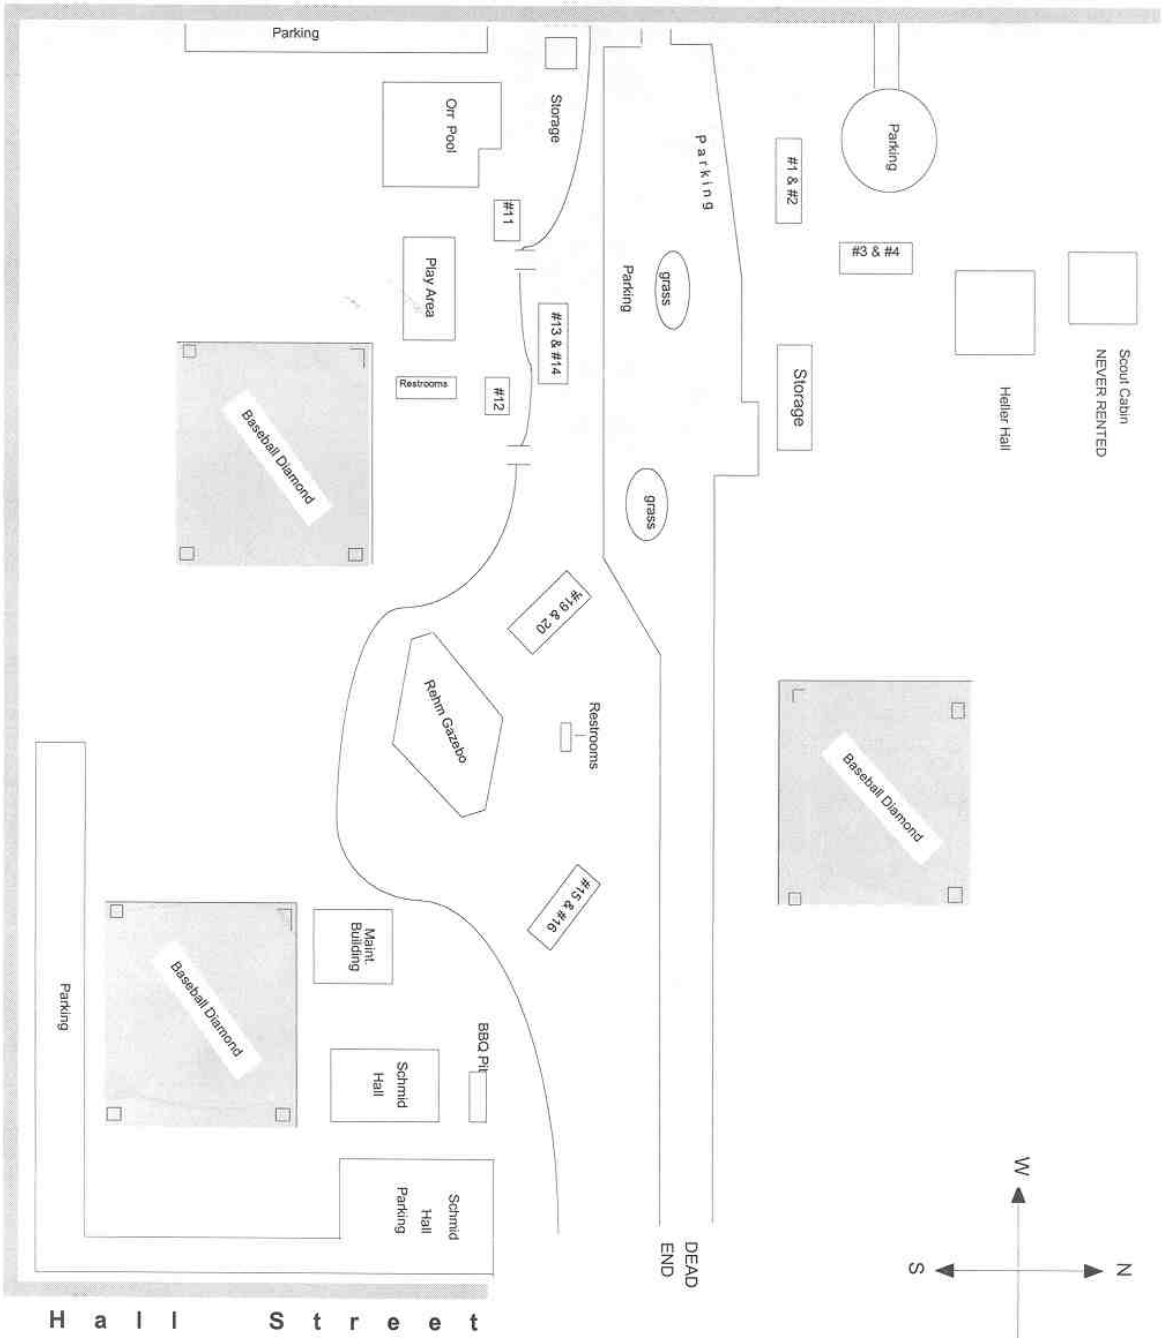 Parking
Orr Pool
Storage
Parking
Parking
#1 & #2
Parking
#3 & #4
#11
Play Area
#13 & #14
grass
Storage
Heller Hall
Scout Cabin
NEVER RENTED
Restrooms
#12
Baseball Diamond
grass
#19 & 20
Rehm Gazebo
Restrooms
Baseball Diamond
#15 & #16
Maint.
Building
Baseball Diamond
Parking
BBQ Pit
Schmid
Hall
Schmid
Hall
Parking
DEAD
END
W
S
N
Hall Street